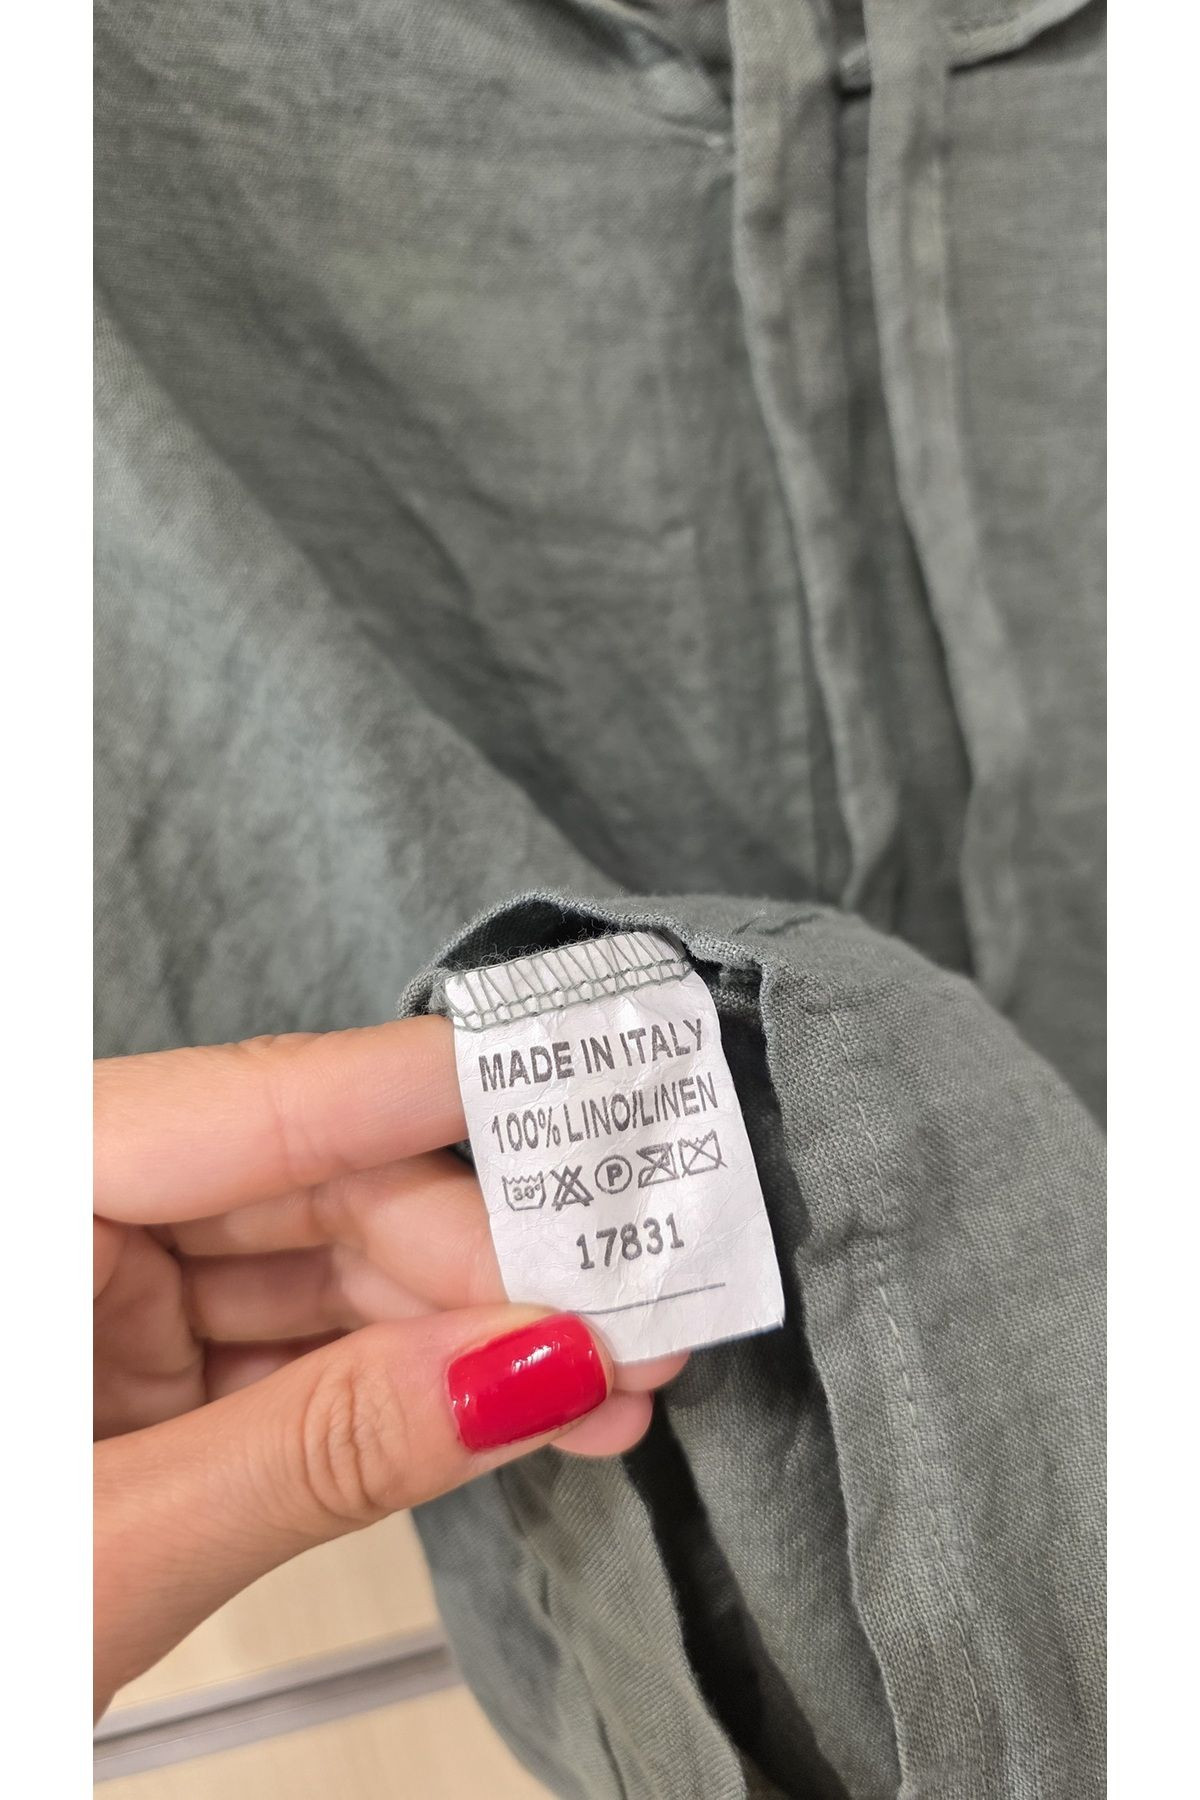 MADE IN ITALY
100% LINO/LINEN
30° P
17831